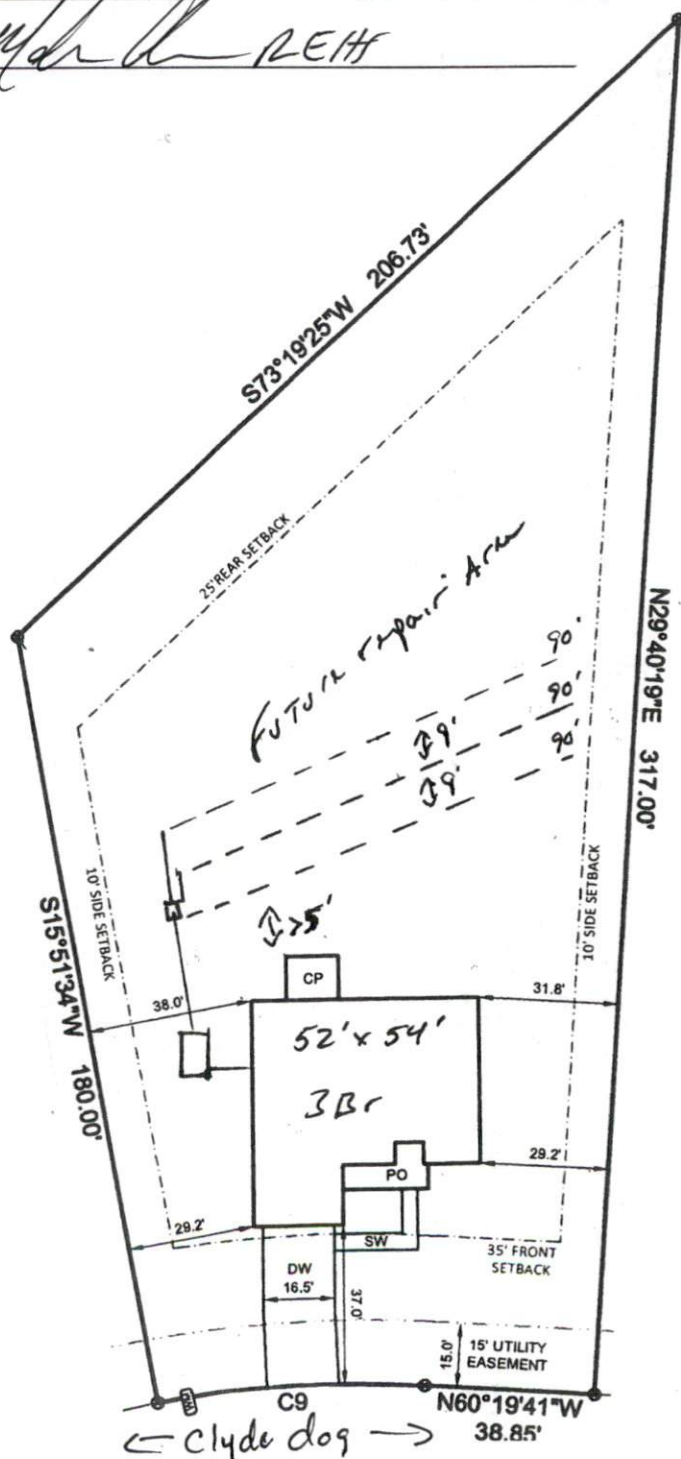 REHS
S73°19'25"W 206.73'
25' REAR SETBACK
Future repair Area
90'
90'
90'
9'
9'
N29°40'19"E 317.00'
10' SIDE SETBACK
10' SIDE SETBACK
>5'
S15°51'34"W 180.00'
38.0'
CP
31.8'
52' x 54'
3 Br
29.2'
PO
29.2'
SW
35' FRONT
SETBACK
DW
16.5'
37.0'
15.0'
15' UTILITY
EASEMENT
C9
N60°19'41"W
38.85'
← Clyde dog →